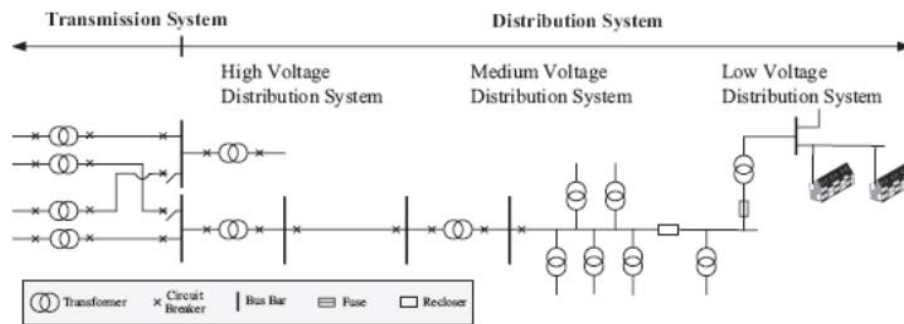 Transmission System
Distribution System
High Voltage
Distribution System
Medium Voltage
Distribution System
Low Voltage
Distribution System
Transformer
Circuit
Breaker
Bus Bar
Fuse
Recloser